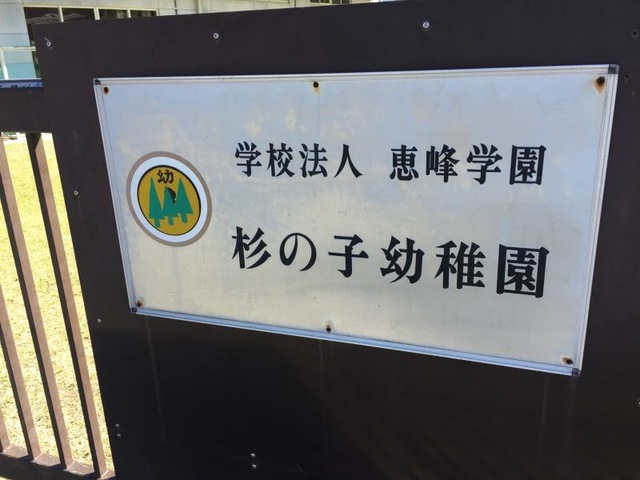 学校法人 恵峰学園
幼
杉の子幼稚園